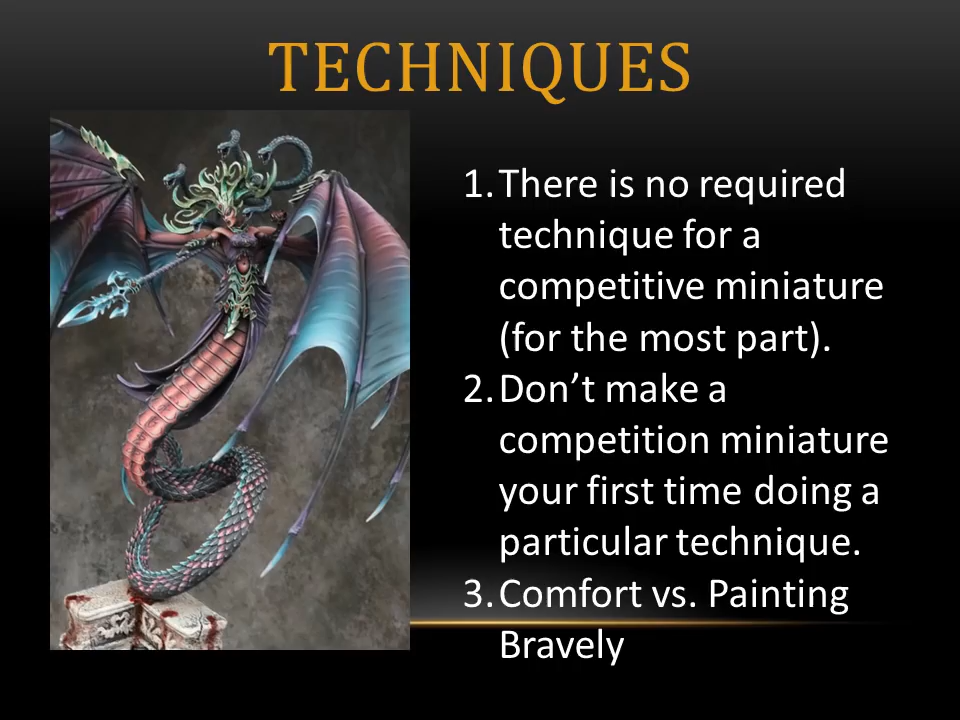 TECHNIQUES
1. There is no required
technique for a
competitive miniature
(for the most part).
2. Don’t make a
competition miniature
your first time doing a
particular technique.
3. Comfort vs. Painting
Bravely